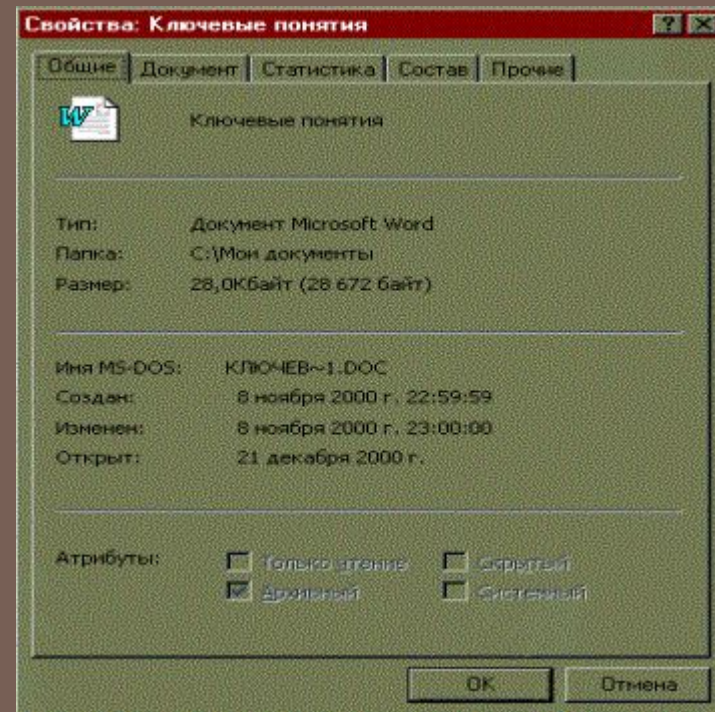 Свойства: Ключевые понятия
Общие Документ Статистика Состав Прочие
Ключевые понятия
Тип: Документ Microsoft Word
Папка: C:\Мои документы
Размер: 28,0Кбайт (28 672 байт)
Имя MS-DOS: КЛЮЧЕВ~1.DOC
Создан: 8 ноября 2000 г. 22:59:59
Изменен: 8 ноября 2000 г. 23:00:00
Открыт: 21 декабря 2000 г.
Атрибуты: Только чтение Скрытый
Архивный Системный
OK Отмена